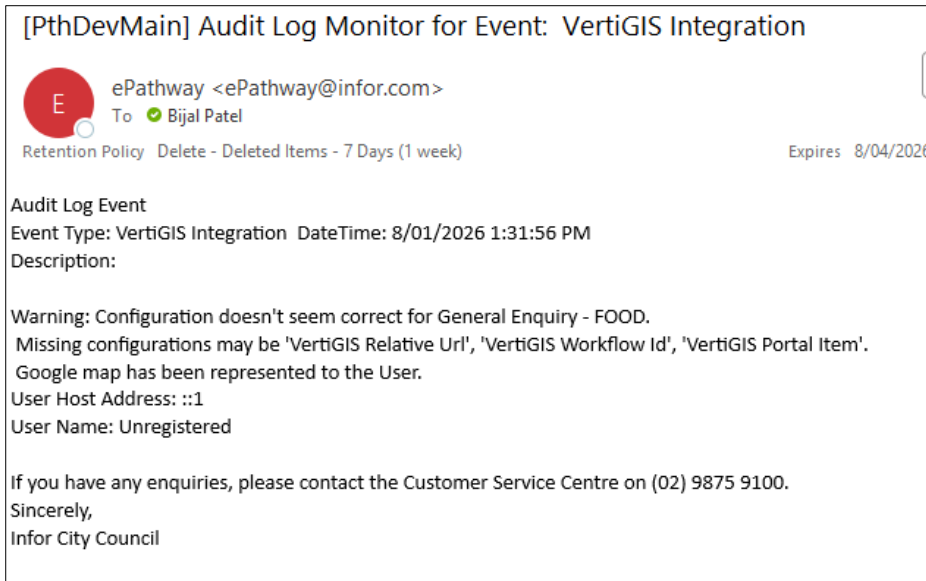 [PthDevMain] Audit Log Monitor for Event:  VertiGIS Integration
E
ePathway <ePathway@infor.com>
To Bijal Patel
Retention Policy Delete - Deleted Items - 7 Days (1 week)
Expires 8/04/2026
Audit Log Event
Event Type: VertiGIS Integration  DateTime: 8/01/2026 1:31:56 PM
Description:
Warning: Configuration doesn't seem correct for General Enquiry - FOOD.
Missing configurations may be 'VertiGIS Relative Url', 'VertiGIS Workflow Id', 'VertiGIS Portal Item'.
Google map has been represented to the User.
User Host Address: ::1
User Name: Unregistered
If you have any enquiries, please contact the Customer Service Centre on (02) 9875 9100.
Sincerely,
Infor City Council